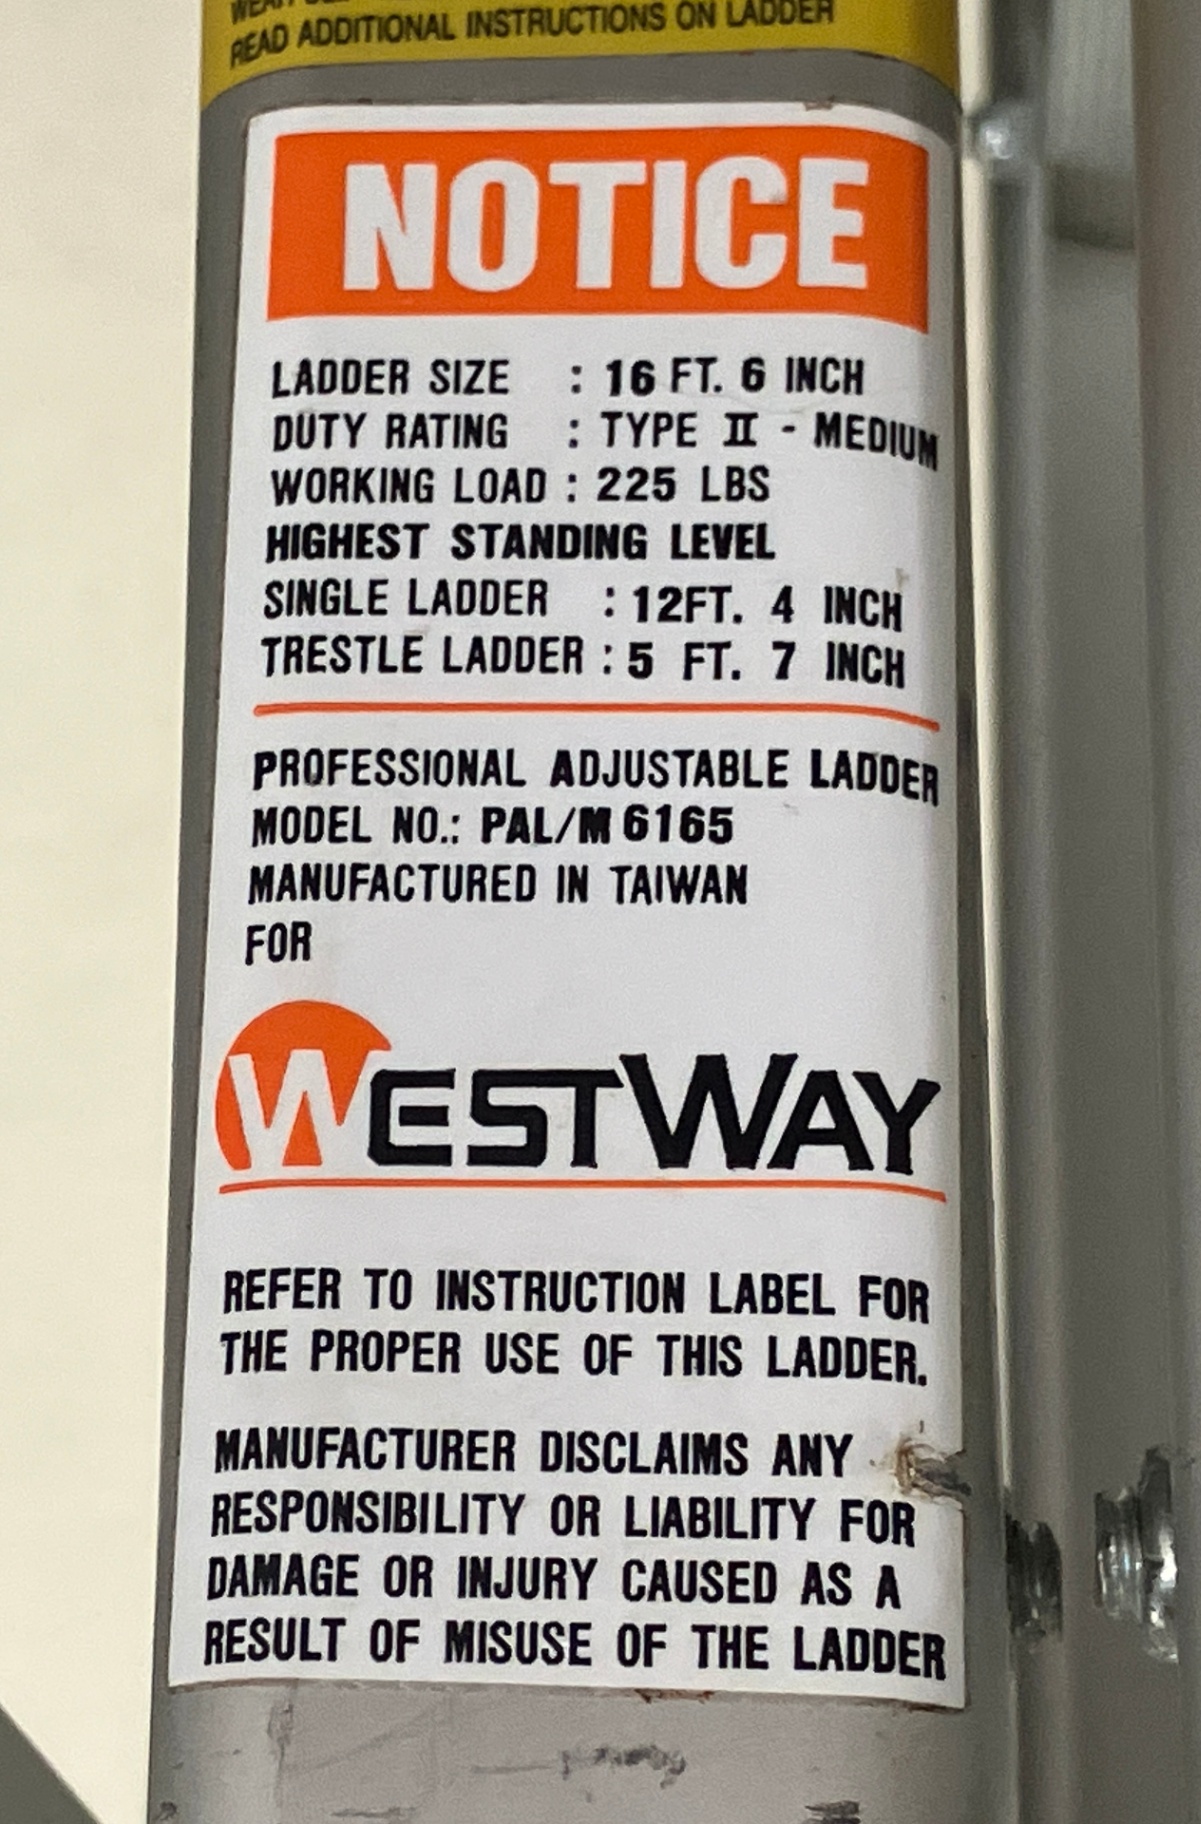 READ ADDITIONAL INSTRUCTIONS ON LADDER
NOTICE
LADDER SIZE : 16 FT. 6 INCH
DUTY RATING : TYPE II - MEDIUM
WORKING LOAD : 225 LBS
HIGHEST STANDING LEVEL
SINGLE LADDER : 12FT. 4 INCH
TRESTLE LADDER : 5 FT. 7 INCH
PROFESSIONAL ADJUSTABLE LADDER
MODEL NO.: PAL/M 6165
MANUFACTURED IN TAIWAN
FOR
WESTWAY
REFER TO INSTRUCTION LABEL FOR
THE PROPER USE OF THIS LADDER.
MANUFACTURER DISCLAIMS ANY
RESPONSIBILITY OR LIABILITY FOR
DAMAGE OR INJURY CAUSED AS A
RESULT OF MISUSE OF THE LADDER